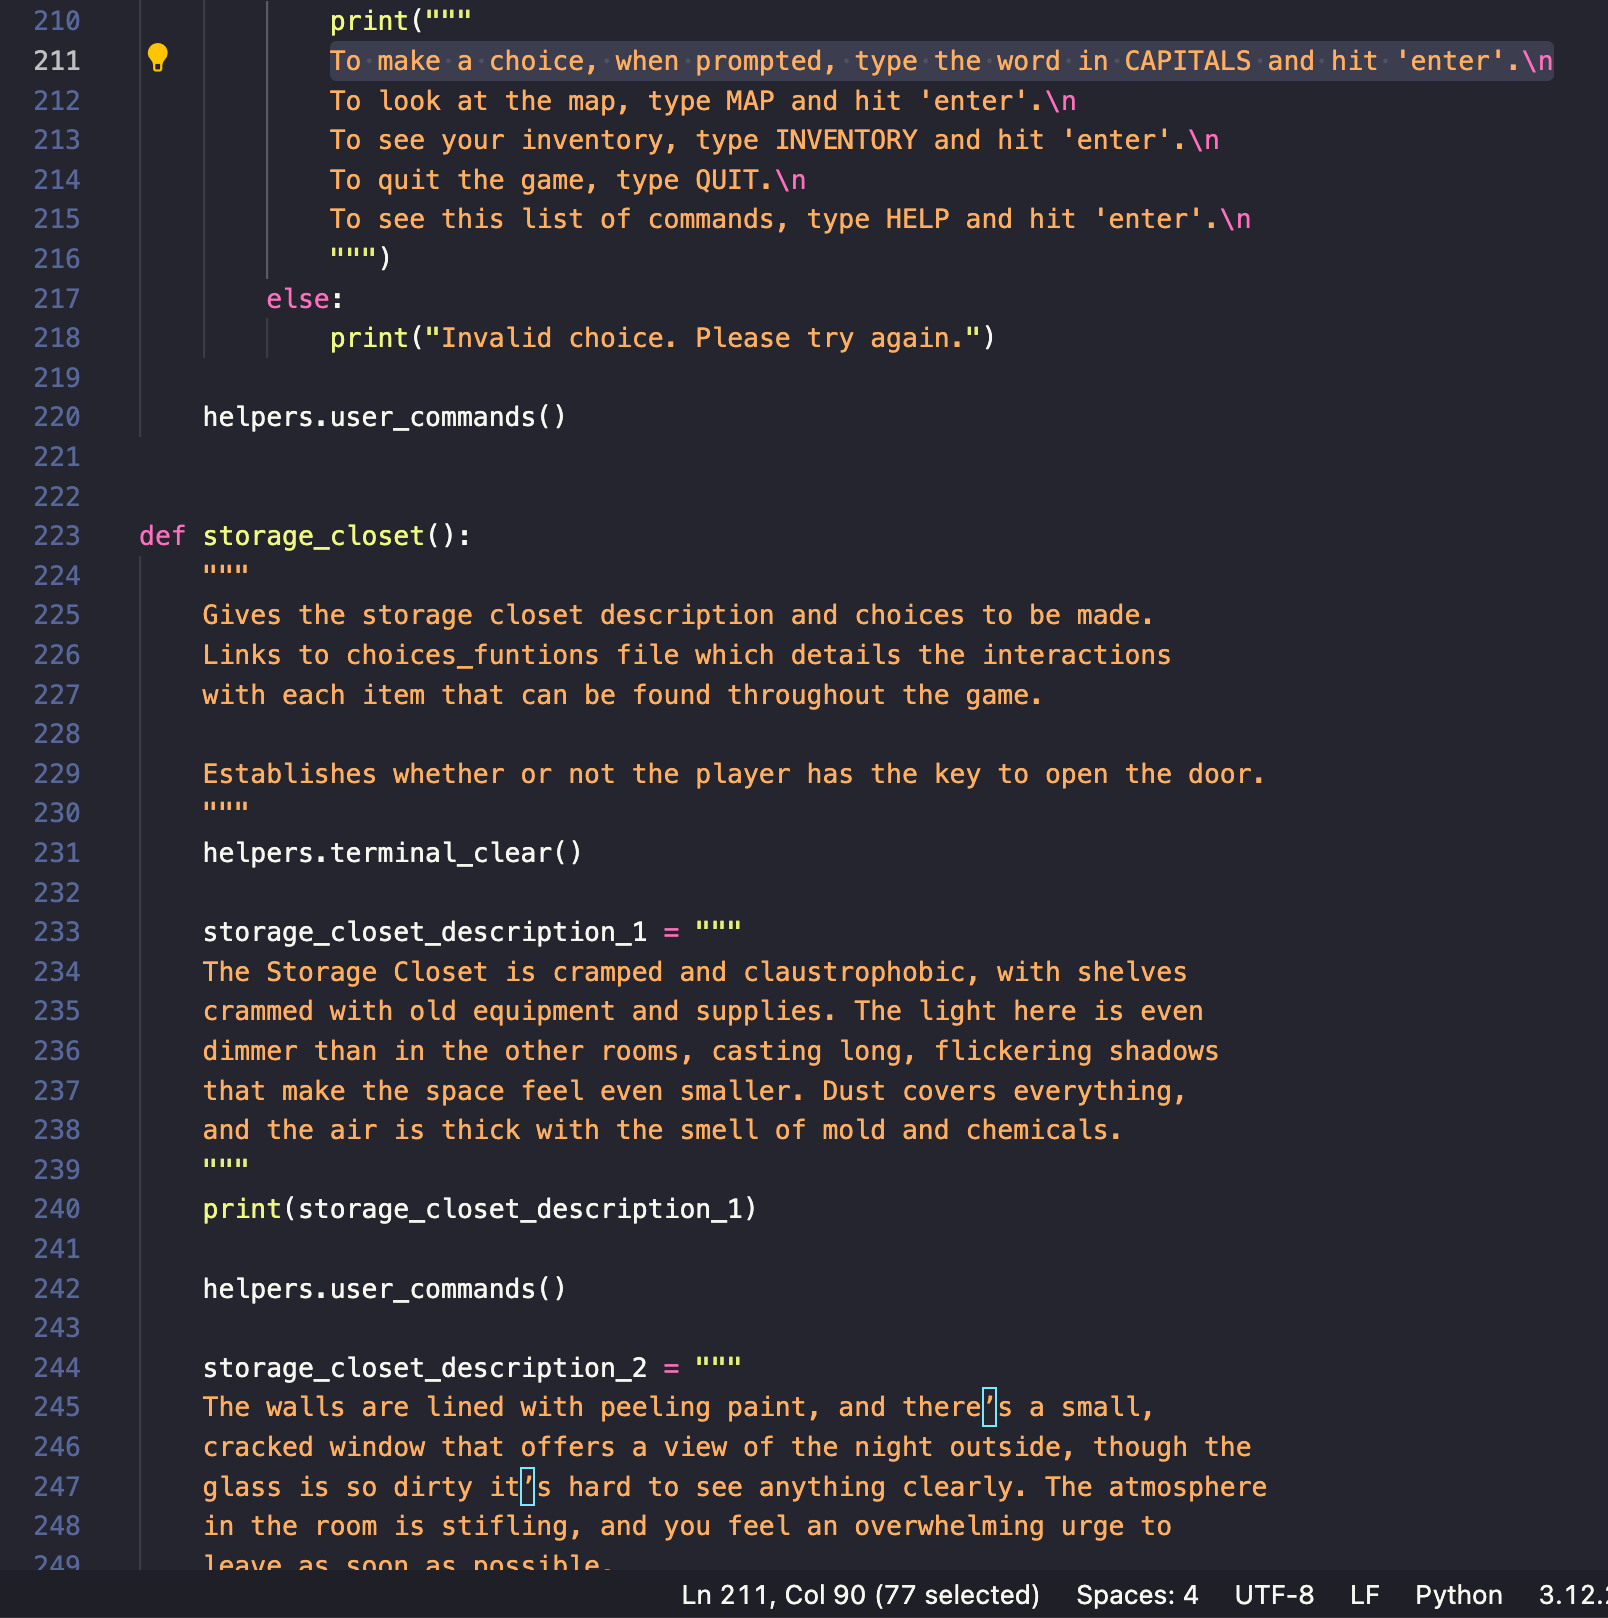 210 print("""
211 To make a choice, when prompted, type the word in CAPITALS and hit 'enter'.\n
212 To look at the map, type MAP and hit 'enter'.\n
213 To see your inventory, type INVENTORY and hit 'enter'.\n
214 To quit the game, type QUIT.\n
215 To see this list of commands, type HELP and hit 'enter'.\n
216 """)
217 else:
218 print("Invalid choice. Please try again.")
219
220 helpers.user_commands()
221
222
223 def storage_closet():
224 """
225 Gives the storage closet description and choices to be made.
226 Links to choices_funtions file which details the interactions
227 with each item that can be found throughout the game.
228
229 Establishes whether or not the player has the key to open the door.
230 """
231 helpers.terminal_clear()
232
233 storage_closet_description_1 = """
234 The Storage Closet is cramped and claustrophobic, with shelves
235 crammed with old equipment and supplies. The light here is even
236 dimmer than in the other rooms, casting long, flickering shadows
237 that make the space feel even smaller. Dust covers everything,
238 and the air is thick with the smell of mold and chemicals.
239 """
240 print(storage_closet_description_1)
241
242 helpers.user_commands()
243
244 storage_closet_description_2 = """
245 The walls are lined with peeling paint, and there’s a small,
246 cracked window that offers a view of the night outside, though the
247 glass is so dirty it’s hard to see anything clearly. The atmosphere
248 in the room is stifling, and you feel an overwhelming urge to
249 leave as soon as possible.
Ln 211, Col 90 (77 selected) Spaces: 4 UTF-8 LF Python 3.12.